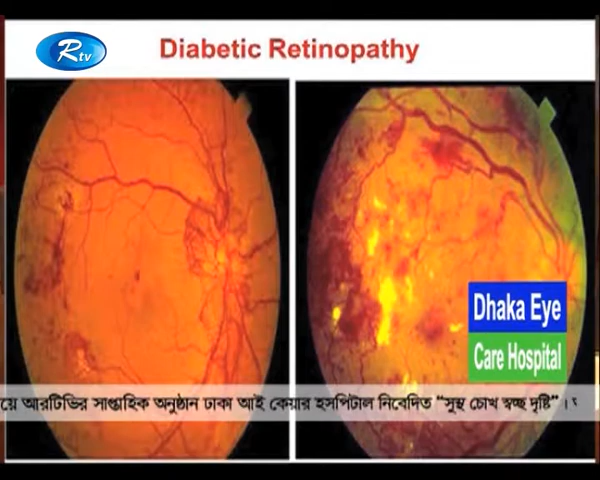 Rtv
Diabetic Retinopathy
Dhaka Eye
Care Hospital
য়ে আরটিভির সাপ্তাহিক অনুষ্ঠান ঢাকা আই কেয়ার হসপিটাল নিবেদিত “সুস্থ চোখ স্বচ্ছ দৃষ্টি”।